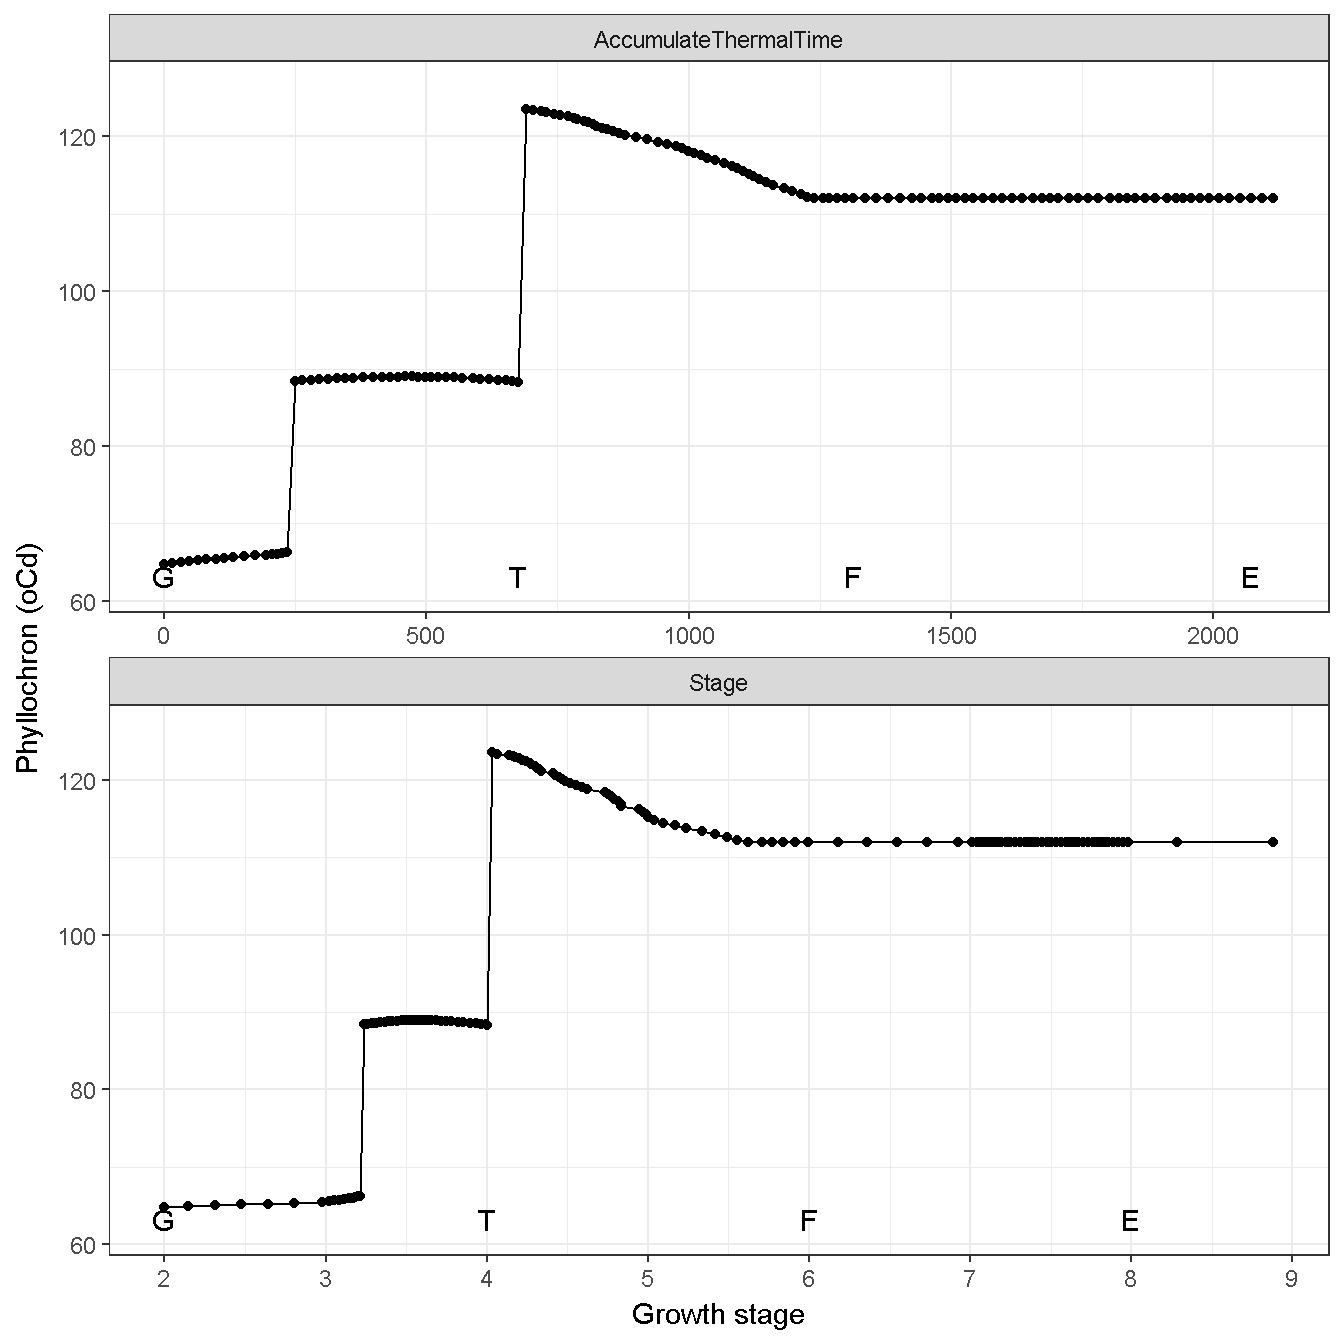 AccumulateThermalTime
120
100
80
60
G T F E
0 500 1000 1500 2000
Phyllochron (oCd)
Stage
120
100
80
60
G T F E
2 3 4 5 6 7 8 9
Growth stage